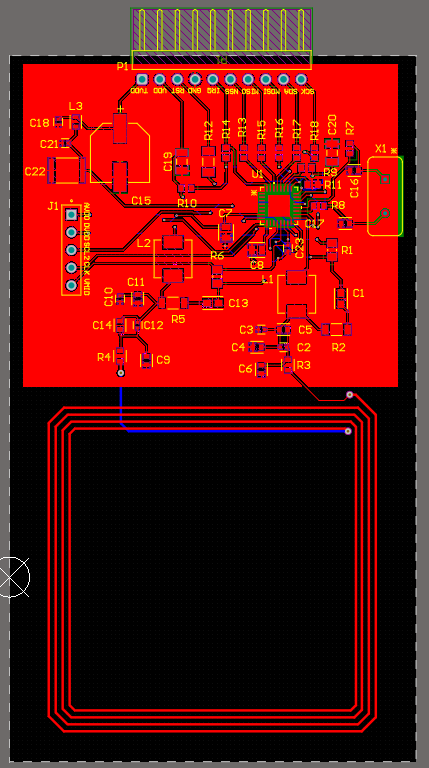 P1
TVDD VDD RST GND IRQ NSS MISO MOSI SDA SCK
L3
C18
C21
C22
C15
C19
R12
R14
R13
R15
R16
R17
R18
C20
R7
X1
C16
R9
R11
R8
U1
C17
R10
J1
AVDD
DVDD
C7
L2
R6
C8
C23
R1
L1
C10
C11
C13
R5
C1
C14
C12
C3
C5
R2
R4
C9
C4
C2
C6
R3